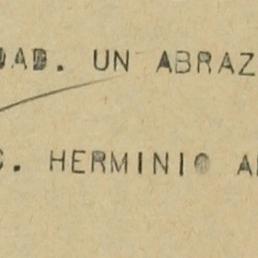 DAD. UN ABRAZ
C. HERMINIO A